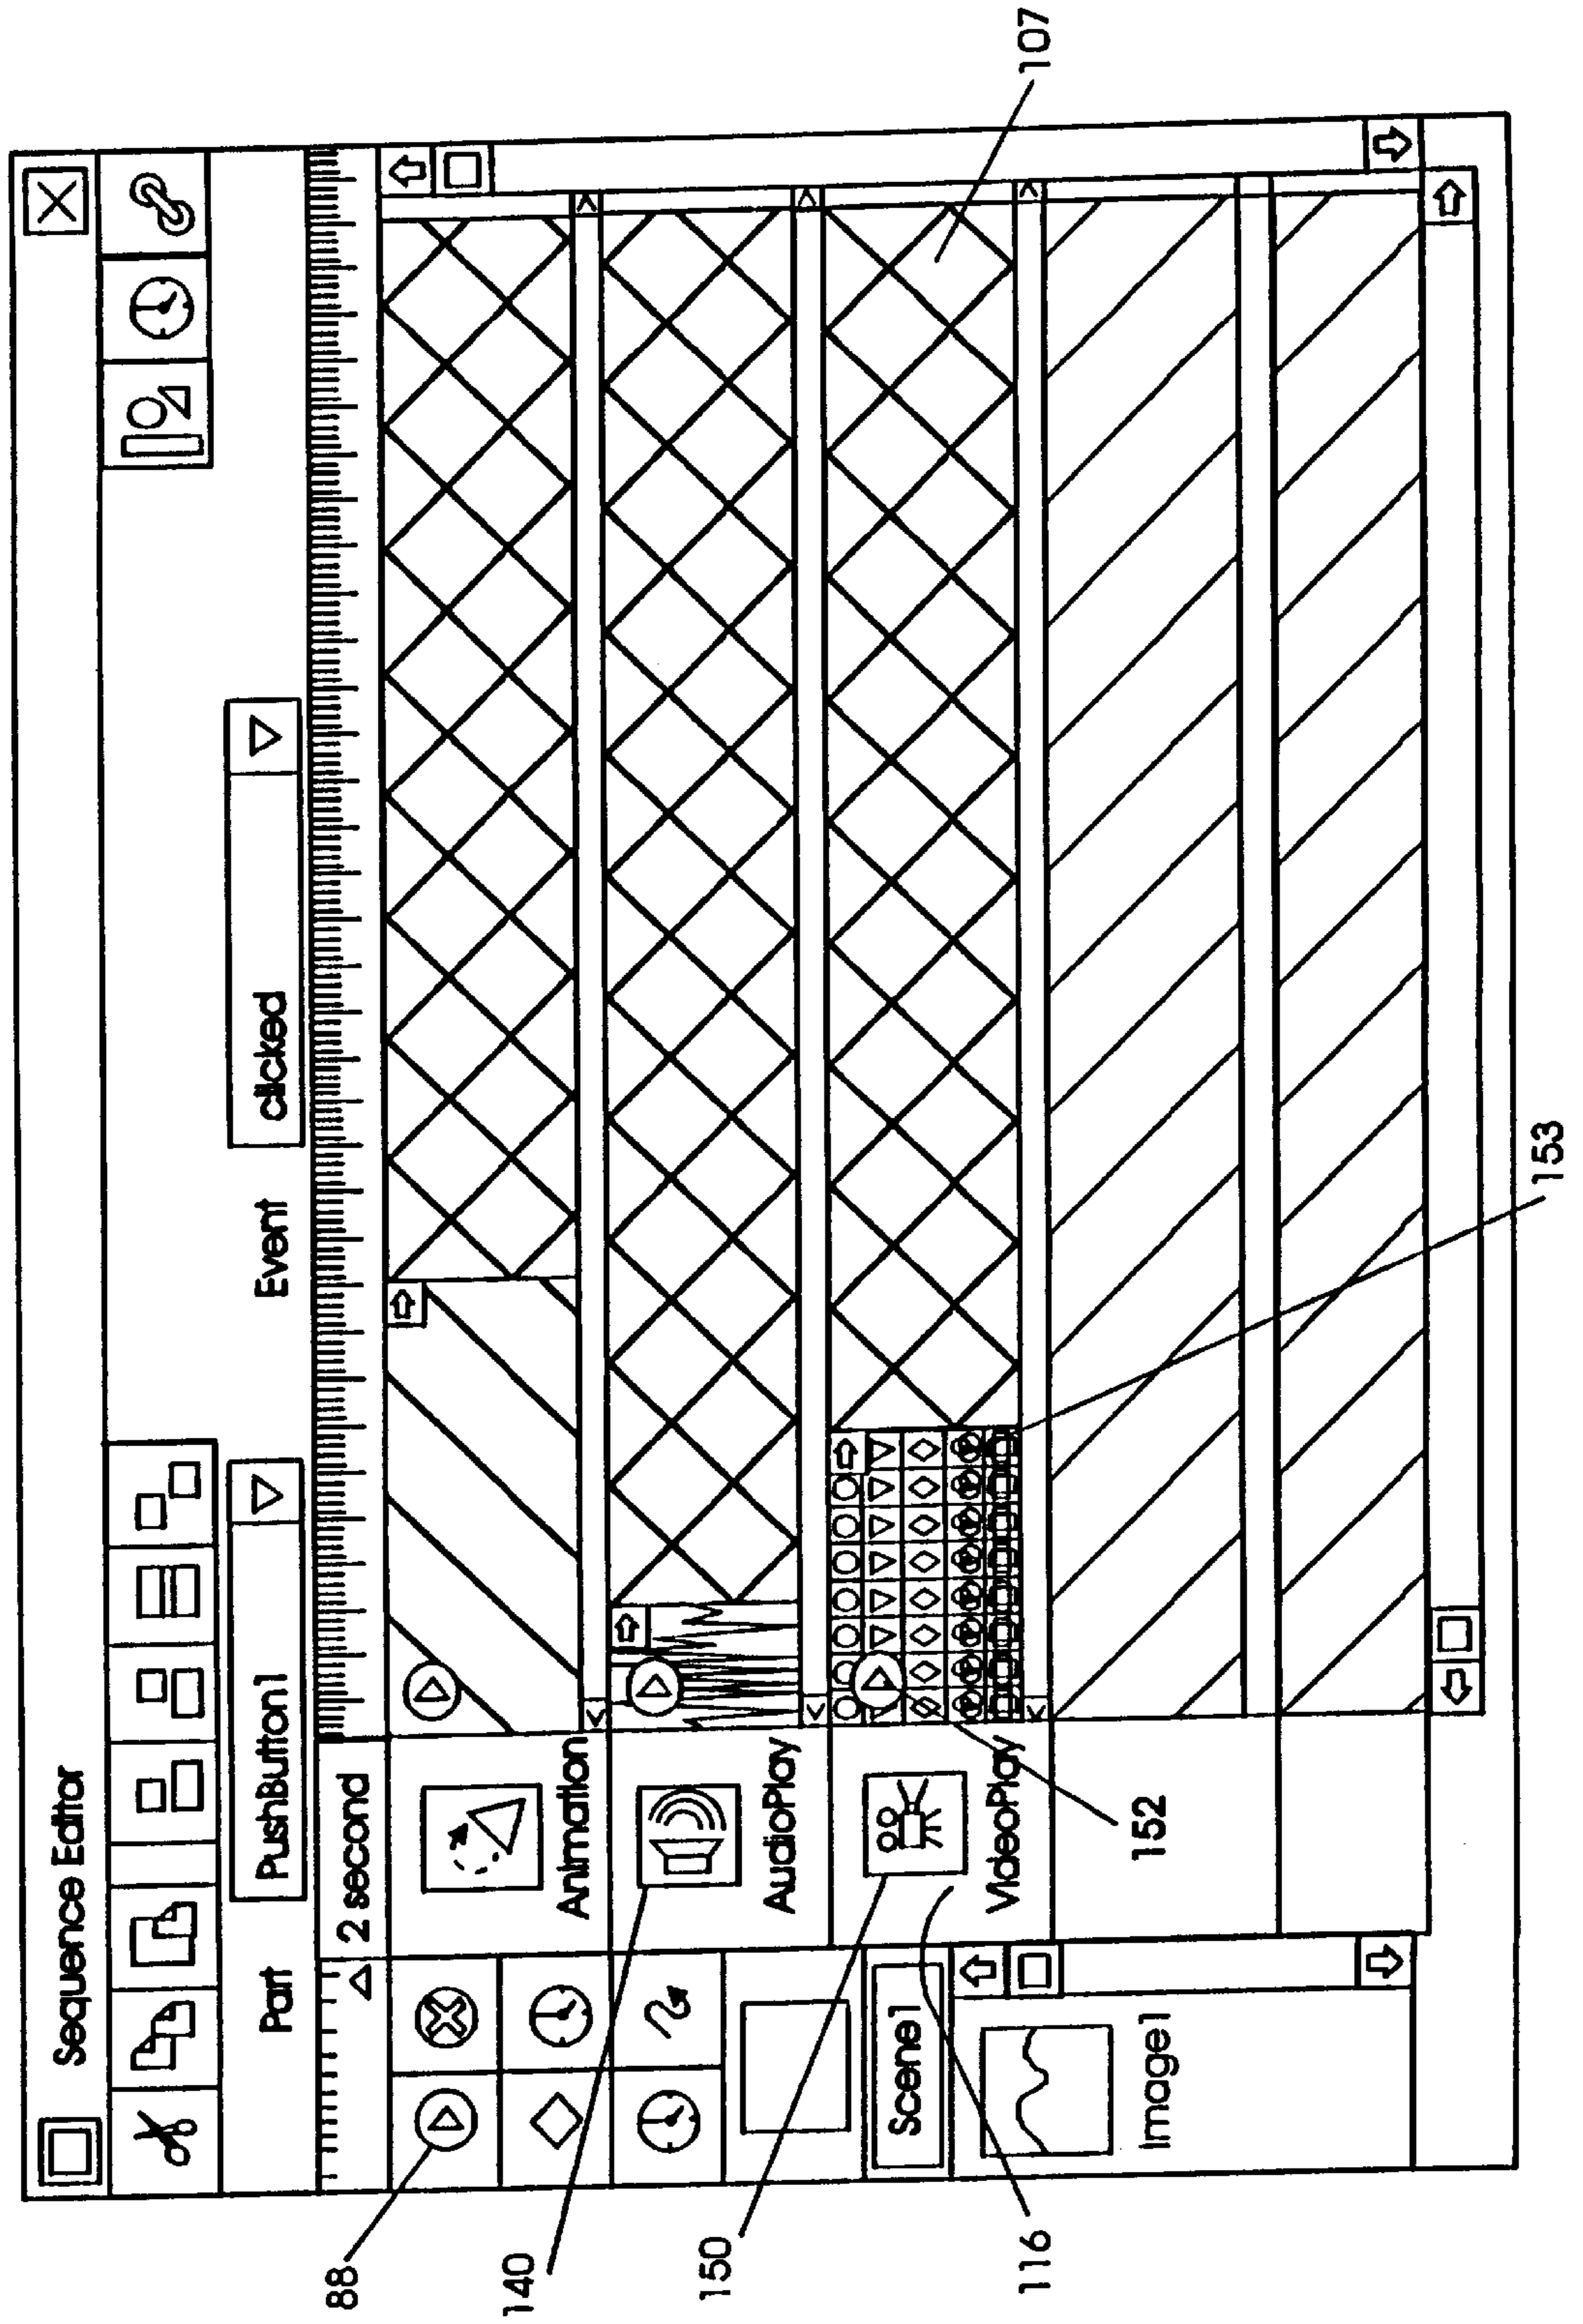 Sequence Editor
Part PushButton1 Event clicked
2 second
Animation
AudioPlay
VideoPlay
Scene1
Image1
88
140
150
116
152
153
107